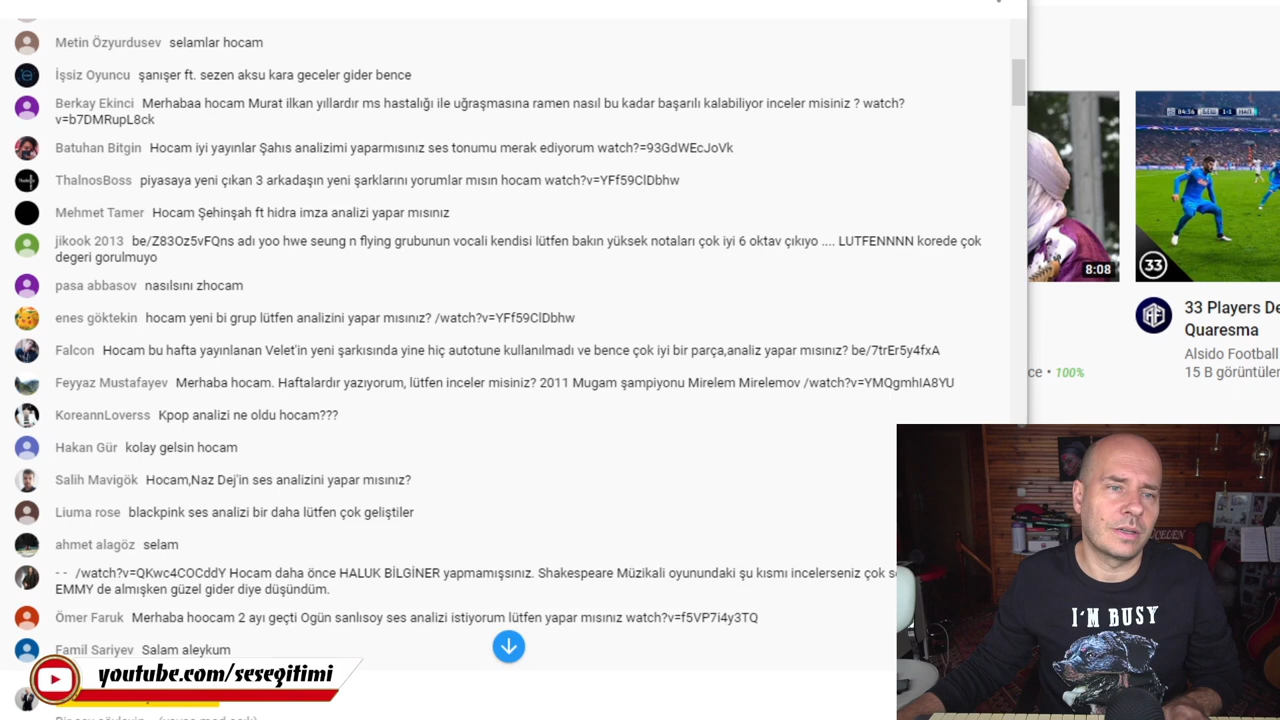 Metin Özyurdusev selamlar hocam
İşsiz Oyuncu şanışer ft. sezen aksu kara geceler gider bence
Berkay Ekinci Merhabaa hocam Murat ilkan yıllardır ms hastalığı ile uğraşmasına ramen nasıl bu kadar başarılı kalabiliyor inceler misiniz ? watch?
v=b7DMRupL8ck
Batuhan Bitgin Hocam iyi yayınlar Şahıs analizimi yaparmısınız ses tonumu merak ediyorum watch?=93GdWEcJoVk
ThalnosBoss piyasaya yeni çıkan 3 arkadaşın yeni şarklarını yorumlar mısın hocam watch?v=YFf59ClDbhw
Mehmet Tamer Hocam Şehinşah ft hidra imza analizi yapar mısınız
jikook 2013 be/Z83Oz5vFQns adı yoo hwe seung n flying grubunun vocali kendisi lütfen bakın yüksek notaları çok iyi 6 oktav çıkıyo .... LUTFENNNN korede çok
degeri gorulmuyo
pasa abbasov nasılsını zhocam
enes göktekin hocam yeni bi grup lütfen analizini yapar mısınız? /watch?v=YFf59ClDbhw
Falcon Hocam bu hafta yayınlanan Velet'in yeni şarkısında yine hiç autotune kullanılmadı ve bence çok iyi bir parça,analiz yapar mısınız? be/7trEr5y4fxA
Feyyaz Mustafayev Merhaba hocam. Haftalardır yazıyorum, lütfen inceler misiniz? 2011 Mugam şampiyonu Mirelem Mirelemov /watch?v=YMQgmhIA8YU
KoreannLoverss Kpop analizi ne oldu hocam???
Hakan Gür kolay gelsin hocam
Salih Mavigök Hocam,Naz Dej'in ses analizini yapar mısınız?
Liuma rose blackpink ses analizi bir daha lütfen çok geliştiler
ahmet alagöz selam
- - /watch?v=QKwc4COCddY Hocam daha önce HALUK BİLGİNER yapmamışsınız. Shakespeare Müzikali oyunundaki şu kısmı incelerseniz çok
EMMY de almışken güzel gider diye düşündüm.
Ömer Faruk Merhaba hoocam 2 ayı geçti Ogün sanlısoy ses analizi istiyorum lütfen yapar mısınız watch?v=f5VP7i4y3TQ
Famil Sariyev Salam aleykum
youtube.com/sesegitimi
8:08
84:36 БЕШ 1-1 НАП
33
33 Players De
Quaresma
Alsido Football
15 B görüntüle
ce • 100%
I'M BUSY